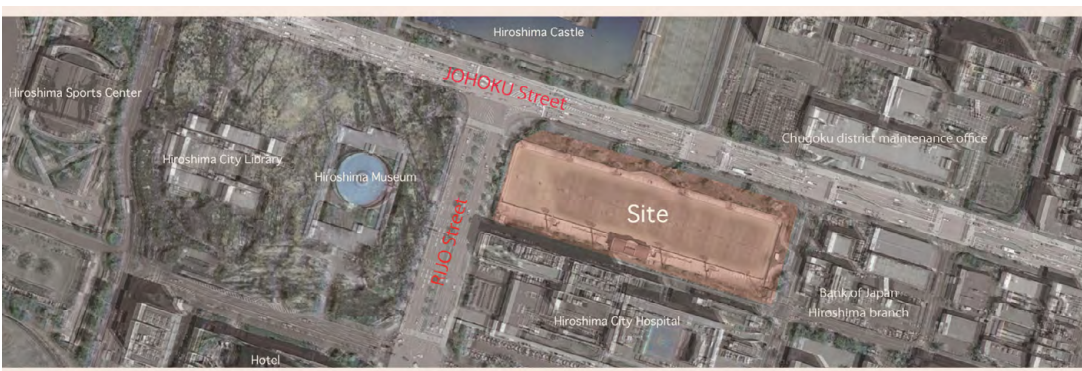 Hiroshima Castle
JOHOKU Street
Hiroshima Sports Center
Chugoku district maintenance office
Hiroshima City Library
Hiroshima Museum
Site
RIJO Street
Bank of Japan
Hiroshima branch
Hiroshima City Hospital
Hotel